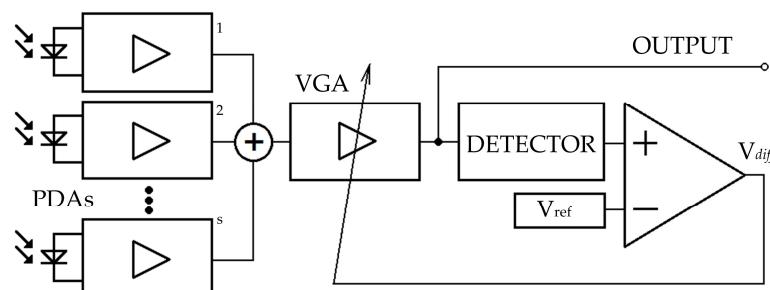 1
OUTPUT
VGA
2
+
DETECTOR
+
V_dif
PDAs
V_ref
−
s